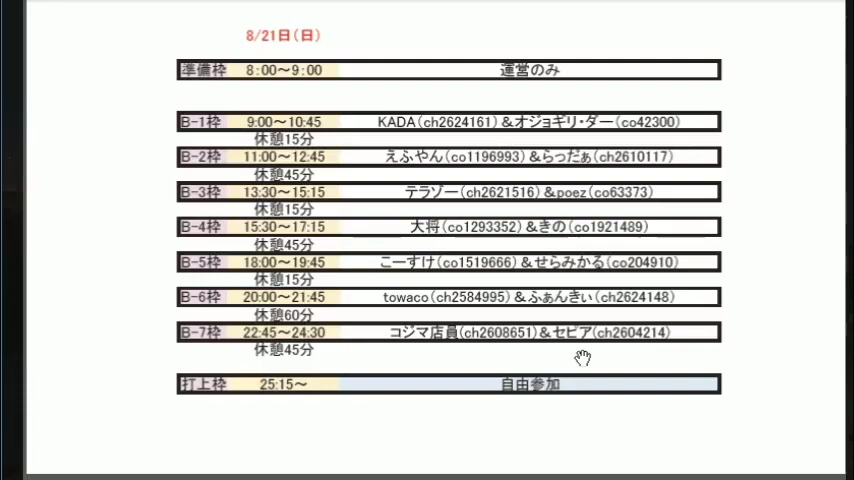 8/21日(日)
準備枠 8:00～9:00 運営のみ
B-1枠 9:00～10:45 KADA(ch2624161)&オジョギリ・ダー(co42300)
休憩15分
B-2枠 11:00～12:45 えふやん(co1196993)&らっだぁ(ch2610117)
休憩45分
B-3枠 13:30～15:15 テラゾー(ch2621516)&poez(co63373)
休憩15分
B-4枠 15:30～17:15 大将(co1293352)&きの(co1921489)
休憩45分
B-5枠 18:00～19:45 こーすけ(co1519666)&せらみかる(co204910)
休憩15分
B-6枠 20:00～21:45 towaco(ch2584995)&ふぁんきぃ(ch2624148)
休憩60分
B-7枠 22:45～24:30 コジマ店員(ch2608651)&セピア(ch2604214)
休憩45分
打上枠 25:15～ 自由参加